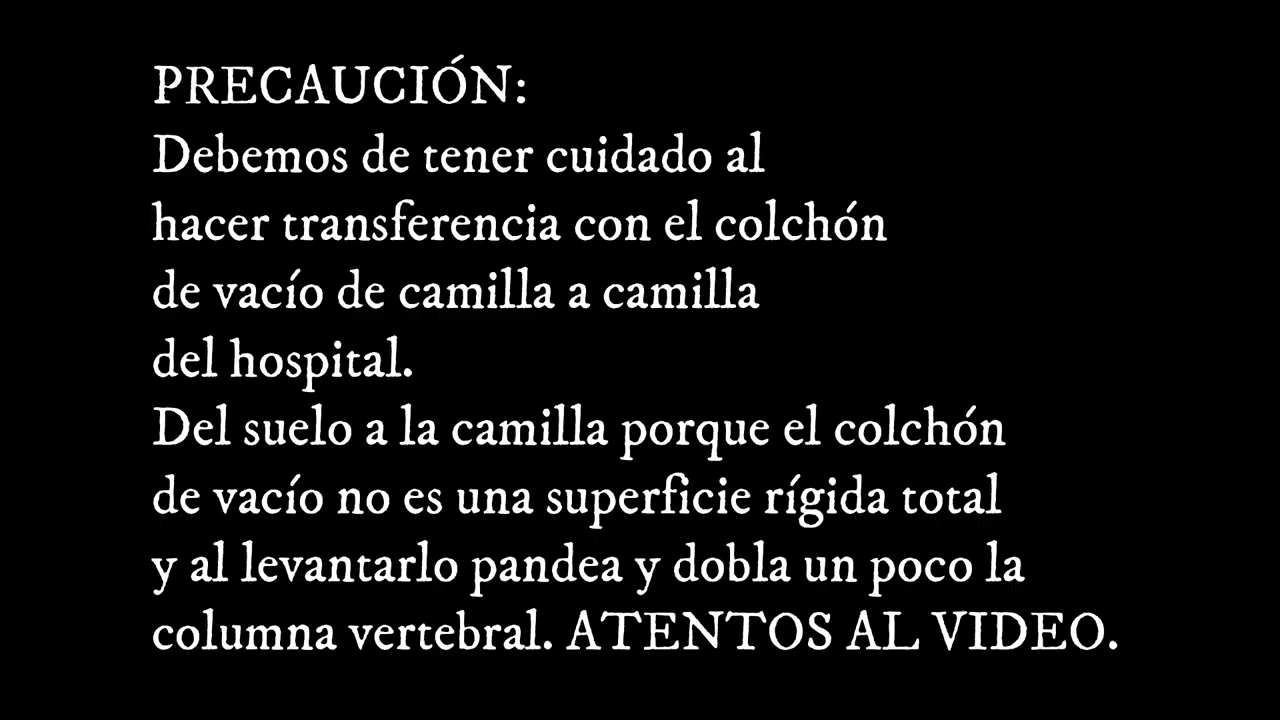 PRECAUCIÓN:
Debemos de tener cuidado al
hacer transferencia con el colchón
de vacío de camilla a camilla
del hospital.
Del suelo a la camilla porque el colchón
de vacío no es una superficie rígida total
y al levantarlo pandea y dobla un poco la
columna vertebral. ATENTOS AL VIDEO.